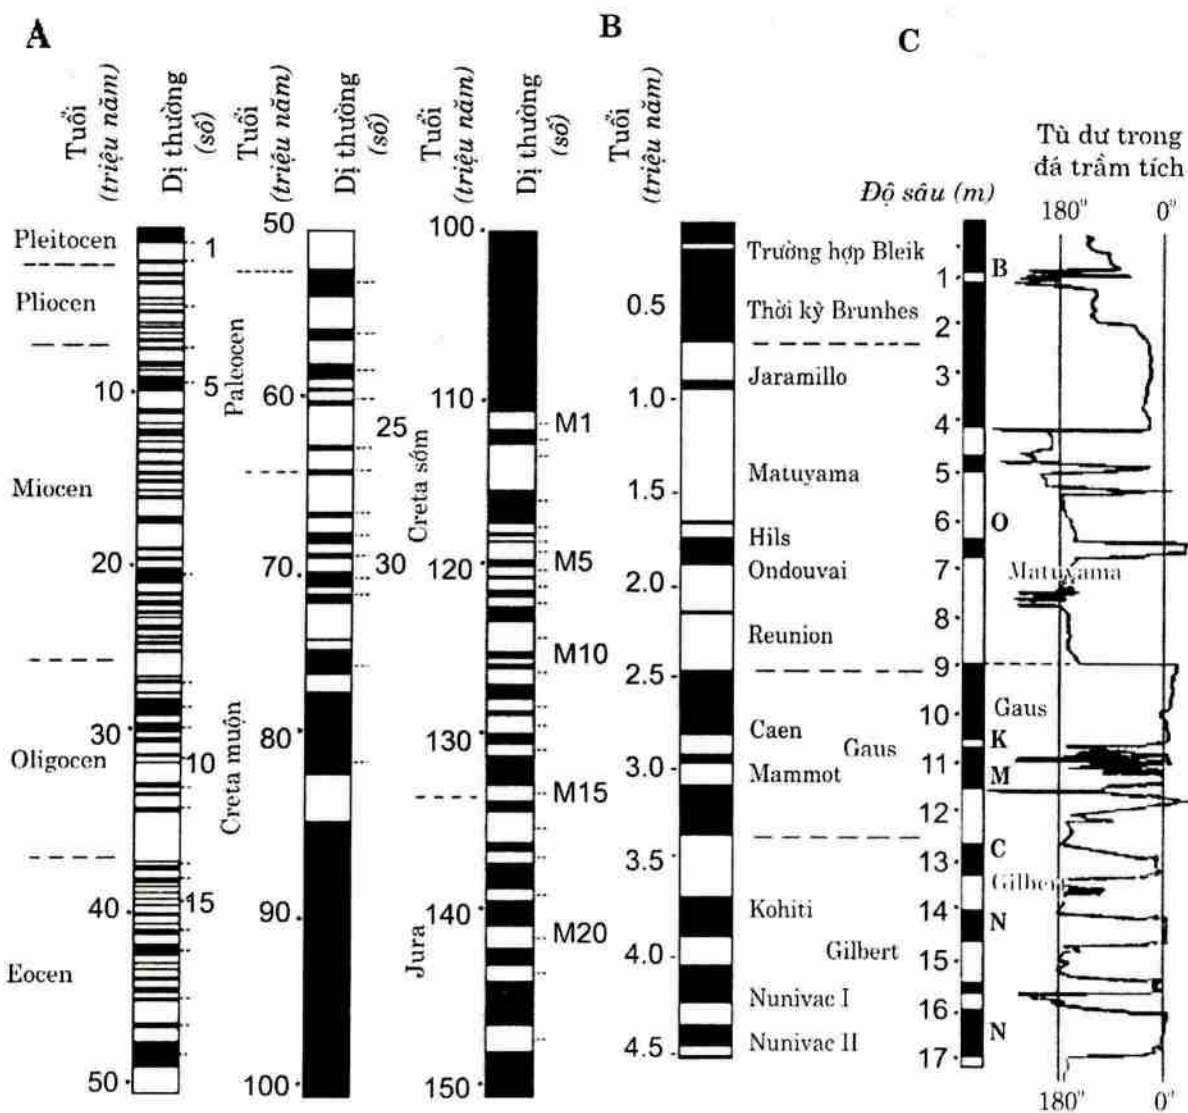 A
B
C
Tuổi
(triệu năm)
Dị thường
(số)
Tuổi
(triệu năm)
Dị thường
(số)
Tuổi
(triệu năm)
Dị thường
(số)
Tuổi
(triệu năm)
Độ sâu (m)
Tù dư trong
đá trầm tích
180"
0"
Pleitocen
Pliocen
Miocen
Oligocen
Eocen
10
20
30
40
50
1
5
10
15
50
60
70
80
90
100
Paleocen
Creta muộn
25
30
100
110
120
130
140
150
Creta sóm
Jura
M1
M5
M10
M15
M20
0.5
1.0
1.5
2.0
2.5
3.0
3.5
4.0
4.5
Trường hợp Bleik
Thời kỳ Brunhes
Jaramillo
Matuyama
Hils
Ondouvai
Reunion
Caen
Gaus
Mammot
Kohiti
Gilbert
Nunivac I
Nunivac II
1
2
3
4
5
6
7
8
9
10
11
12
13
14
15
16
17
B
O
Matuyama
Gaus
K
M
C
Gilbert
N
N
180"
0"